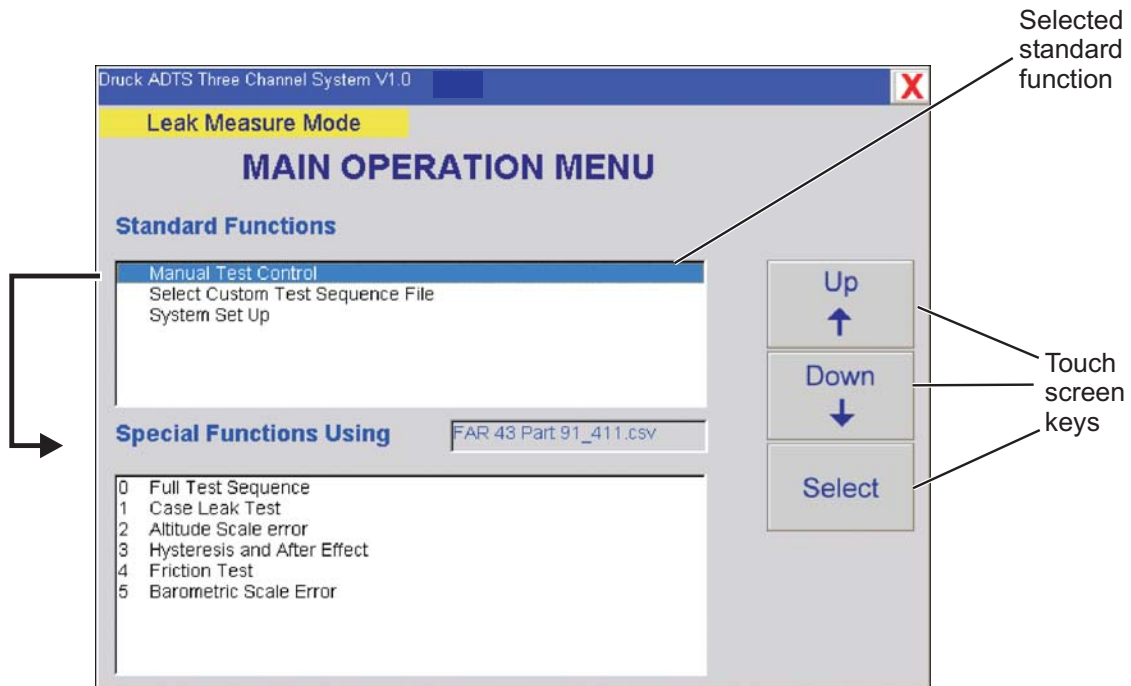 Selected
standard
function
Druck ADTS Three Channel System V1.0
X
Leak Measure Mode
MAIN OPERATION MENU
Standard Functions
Manual Test Control
Select Custom Test Sequence File
System Set Up
Up
Down
Select
Touch
screen
keys
Special Functions Using
FAR 43 Part 91_411.csv
0 Full Test Sequence
1 Case Leak Test
2 Altitude Scale error
3 Hysteresis and After Effect
4 Friction Test
5 Barometric Scale Error